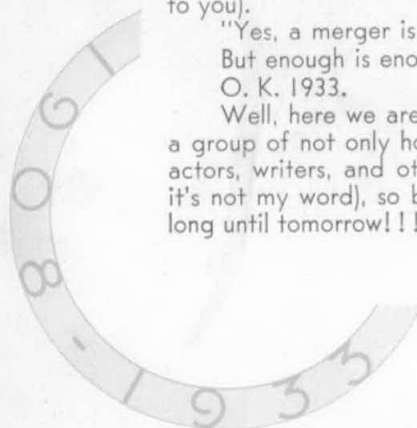 to you).
"Yes, a merger is
But enough is eno
O. K. 1933.
Well, here we are
a group of not only ho
actors, writers, and ot
it's not my word), so b
long until tomorrow! ! !
1908-1933